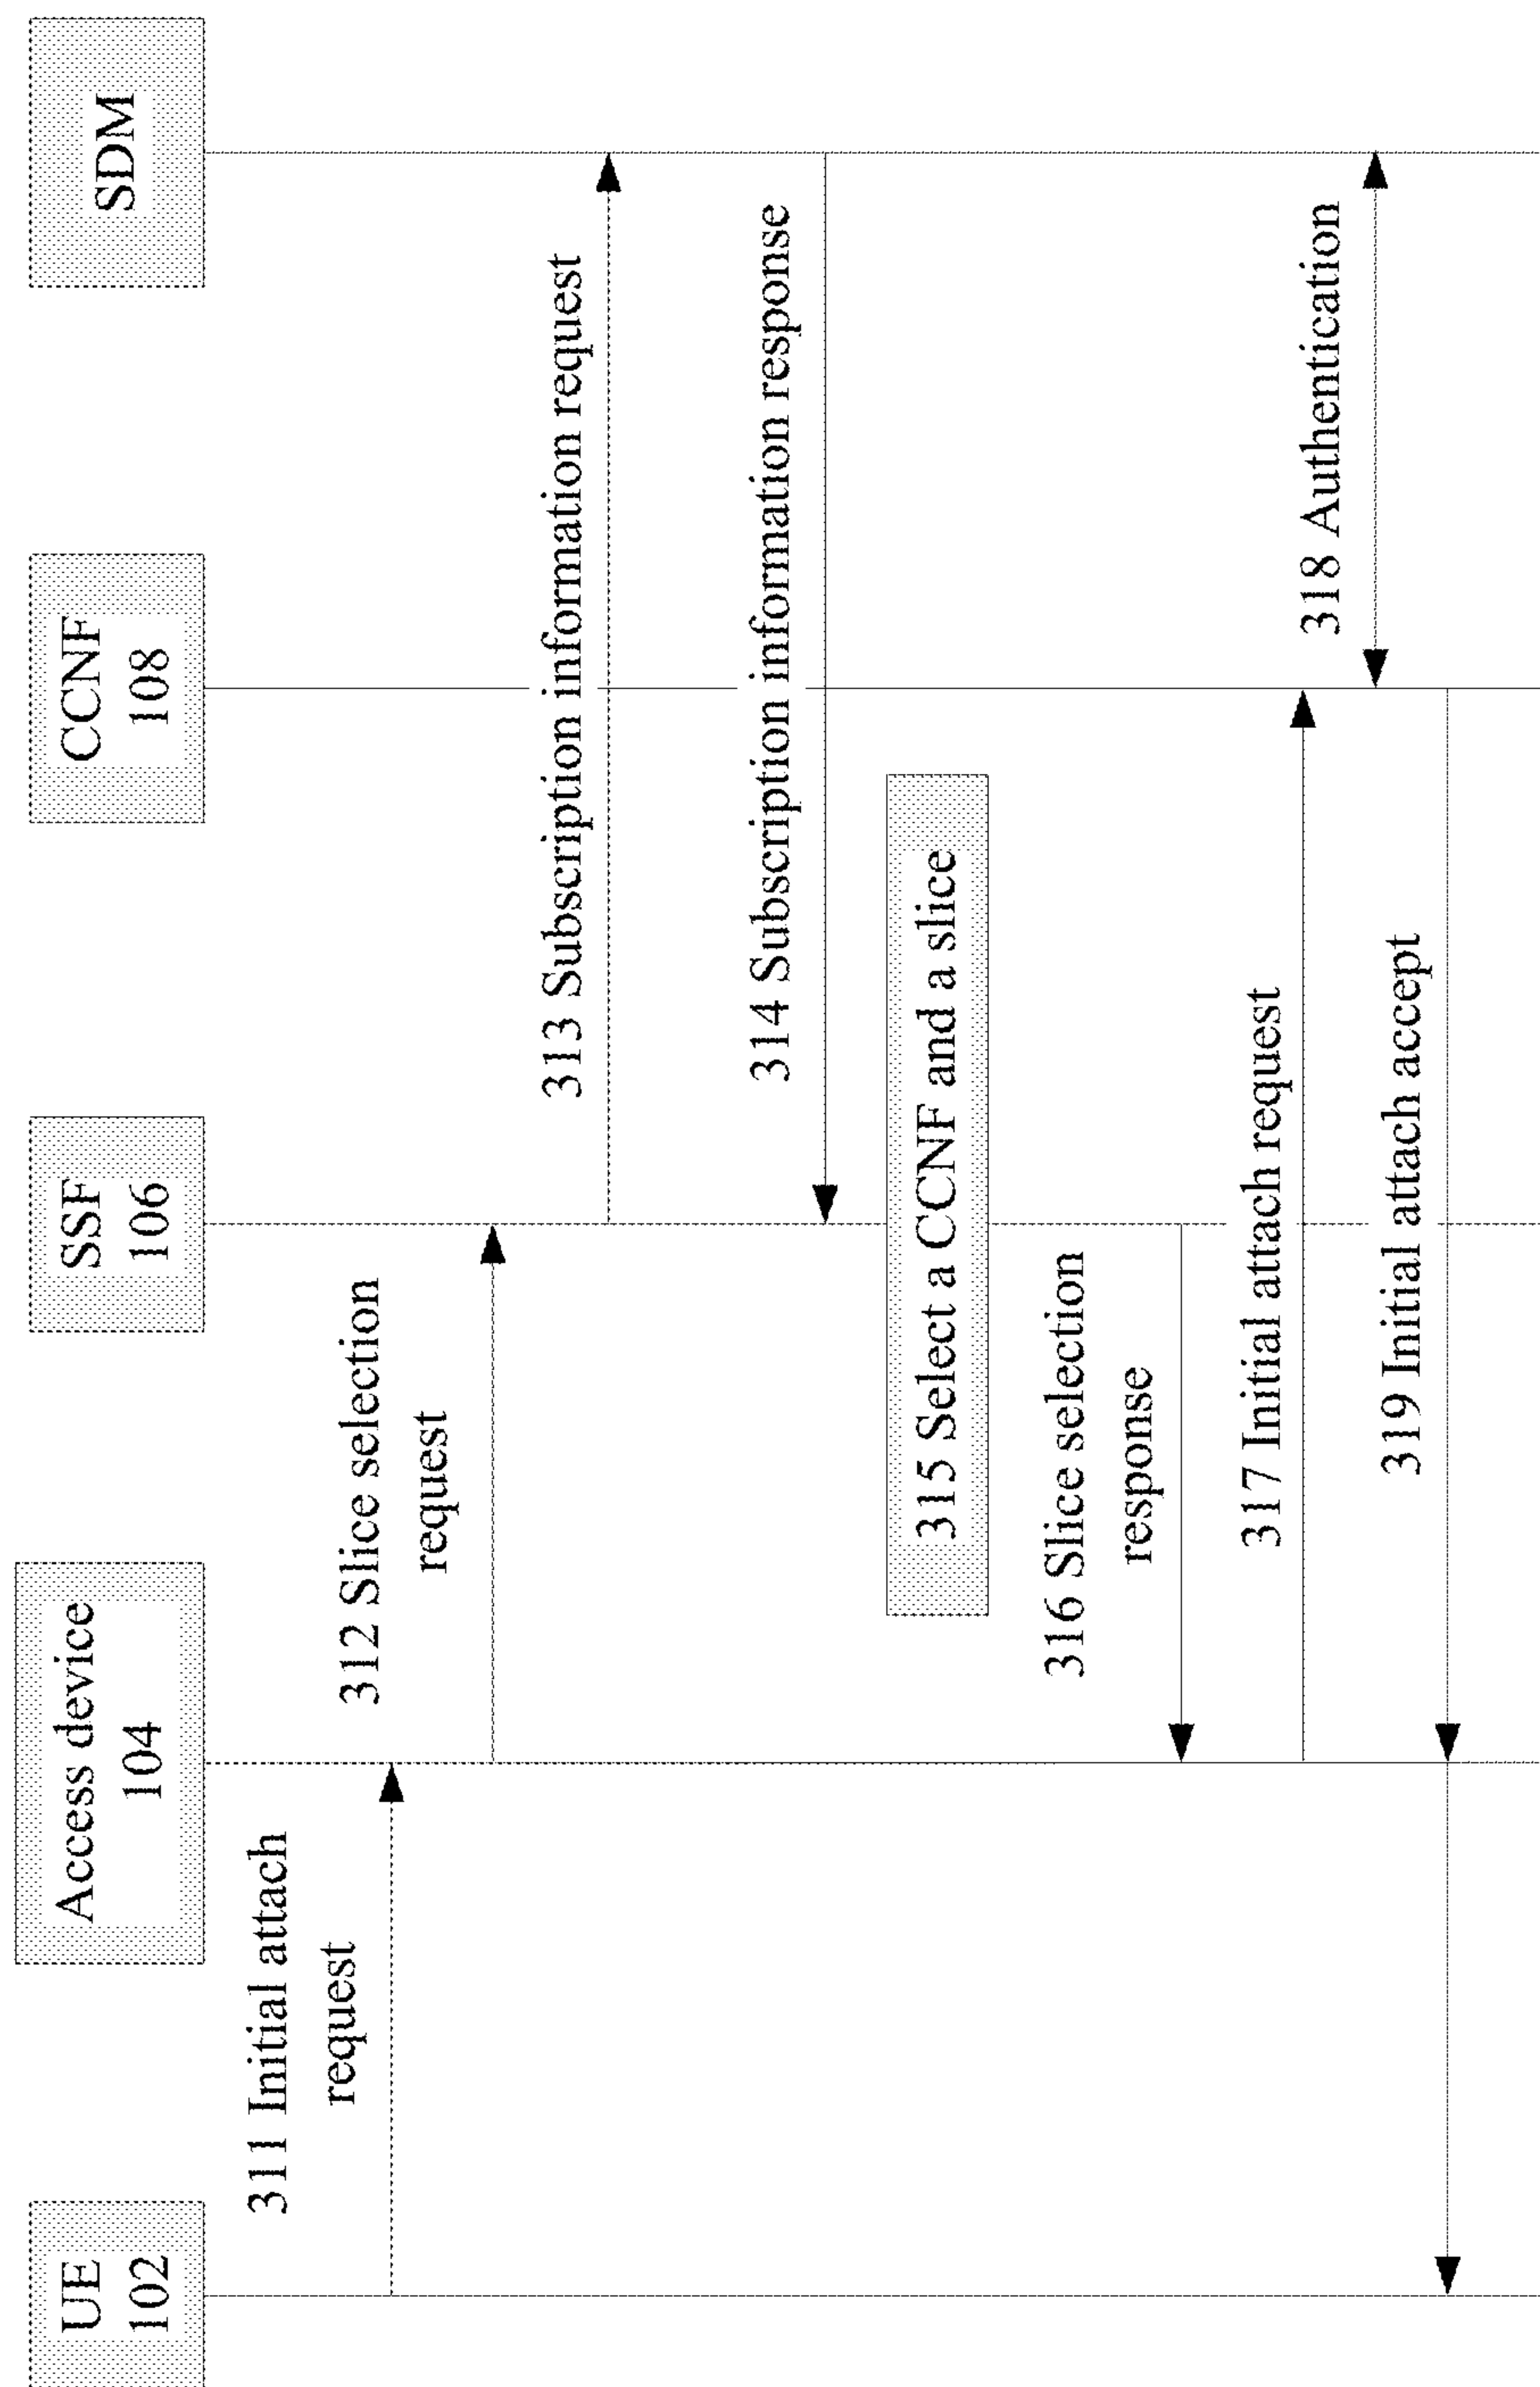 UE
102
Access device
104
SSF
106
CCNF
108
SDM
311 Initial attach
request
312 Slice selection
request
313 Subscription information request
314 Subscription information response
315 Select a CCNF and a slice
316 Slice selection
response
317 Initial attach request
318 Authentication
319 Initial attach accept